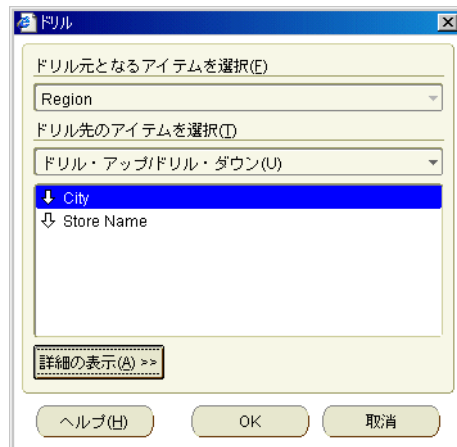 ドリル
ドリル元となるアイテムを選択(F)
Region
ドリル先のアイテムを選択(T)
ドリル・アップ/ドリル・ダウン(U)
City
Store Name
詳細の表示(A) >>
ヘルプ(H) OK 取消